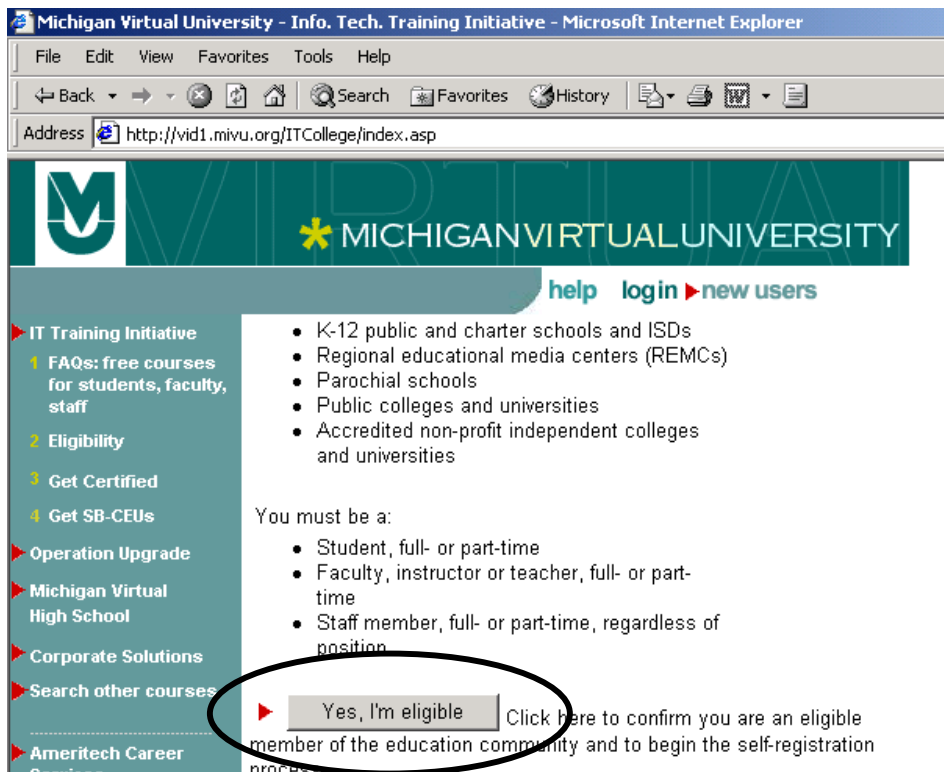 Michigan Virtual University - Info. Tech. Training Initiative - Microsoft Internet Explorer
File Edit View Favorites Tools Help
Back Search Favorites History
Address http://vid1.mivu.org/ITCollege/index.asp
VIRTUA
MICHIGANVIRTUALUNIVERSITY
help login new users
IT Training Initiative
1 FAQs: free courses
for students, faculty,
staff
2 Eligibility
3 Get Certified
4 Get SB-CEUs
Operation Upgrade
Michigan Virtual
High School
Corporate Solutions
Search other courses
Ameritech Career
• K-12 public and charter schools and ISDs
• Regional educational media centers (REMCs)
• Parochial schools
• Public colleges and universities
• Accredited non-profit independent colleges
and universities
You must be a:
• Student, full- or part-time
• Faculty, instructor or teacher, full- or part-
time
• Staff member, full- or part-time, regardless of
position
Yes, I'm eligible Click here to confirm you are an eligible
member of the education community and to begin the self-registration